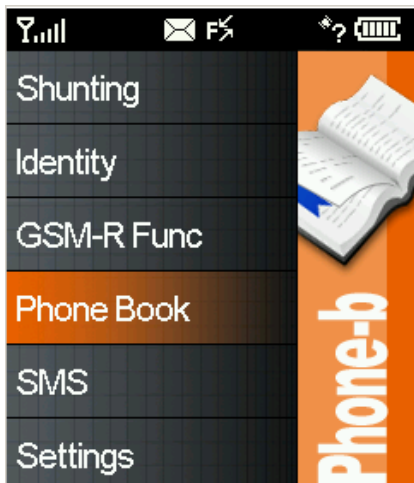 F
?
Shunting
Identity
GSM-R Func
Phone Book
SMS
Settings
Phone-b